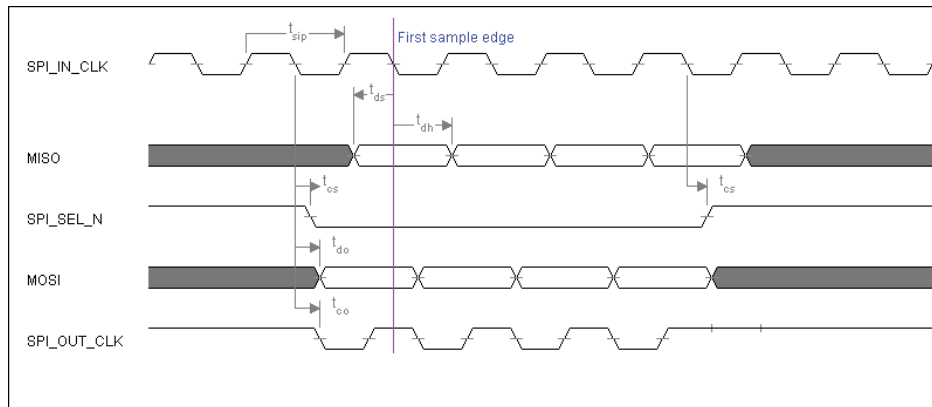 t_sip
First sample edge
SPI_IN_CLK
t_ds
t_dh
MISO
t_cs
t_cs
SPI_SEL_N
t_do
MOSI
t_co
SPI_OUT_CLK